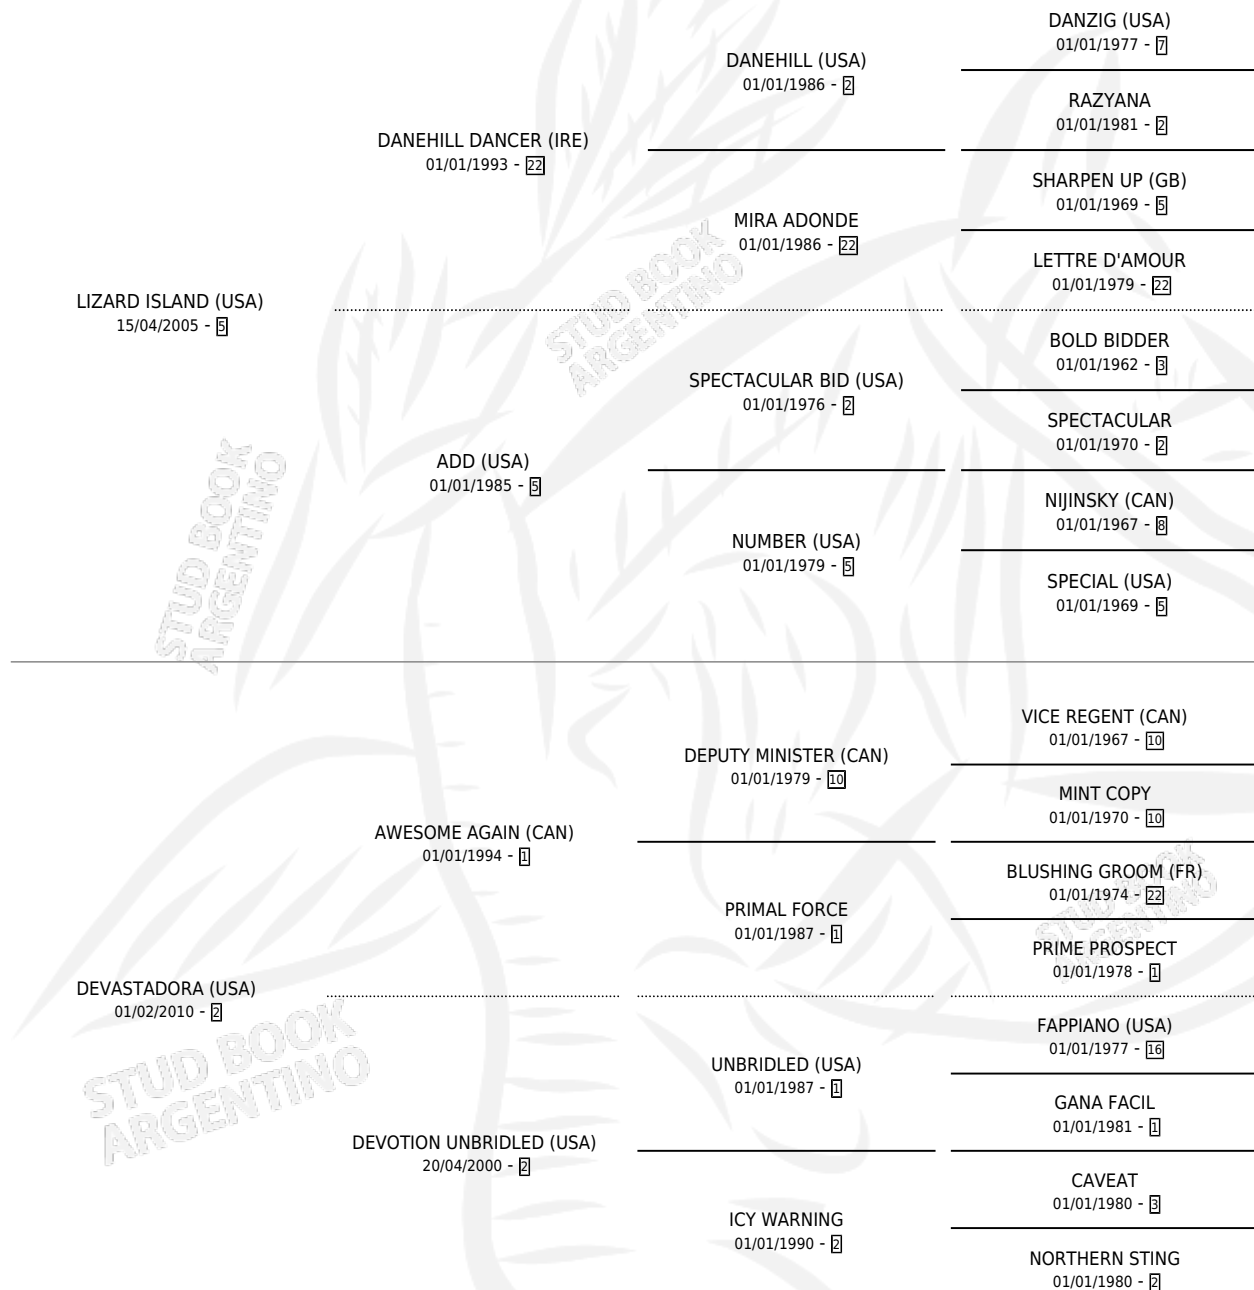 DANZIG (USA)
01/01/1977 - 7
DANEHILL (USA)
01/01/1986 - 2
RAZYANA
01/01/1981 - 2
DANEHILL DANCER (IRE)
01/01/1993 - 22
SHARPEN UP (GB)
01/01/1969 - 5
MIRA ADONDE
01/01/1986 - 22
LETTRE D'AMOUR
01/01/1979 - 22
LIZARD ISLAND (USA)
15/04/2005 - 5
STUD BOOK
ARGENTINO
BOLD BIDDER
01/01/1962 - 3
SPECTACULAR BID (USA)
01/01/1976 - 2
SPECTACULAR
01/01/1970 - 2
ADD (USA)
01/01/1985 - 5
NIJINSKY (CAN)
01/01/1967 - 8
NUMBER (USA)
01/01/1979 - 5
SPECIAL (USA)
01/01/1969 - 5
STUD BOOK
ARGENTINO
VICE REGENT (CAN)
01/01/1967 - 10
DEPUTY MINISTER (CAN)
01/01/1979 - 10
MINT COPY
01/01/1970 - 10
AWESOME AGAIN (CAN)
01/01/1994 - 1
BLUSHING GROOM (FR)
01/01/1974 - 22
STUD BOOK
ARGENTINO
PRIMAL FORCE
01/01/1987 - 1
PRIME PROSPECT
01/01/1978 - 1
DEVASTADORA (USA)
01/02/2010 - 2
STUD BOOK
ARGENTINO
FAPPIANO (USA)
01/01/1977 - 16
UNBRIDLED (USA)
01/01/1987 - 1
GANA FACIL
01/01/1981 - 1
DEVOTION UNBRIDLED (USA)
20/04/2000 - 2
CAVEAT
01/01/1980 - 3
ICY WARNING
01/01/1990 - 2
NORTHERN STING
01/01/1980 - 2